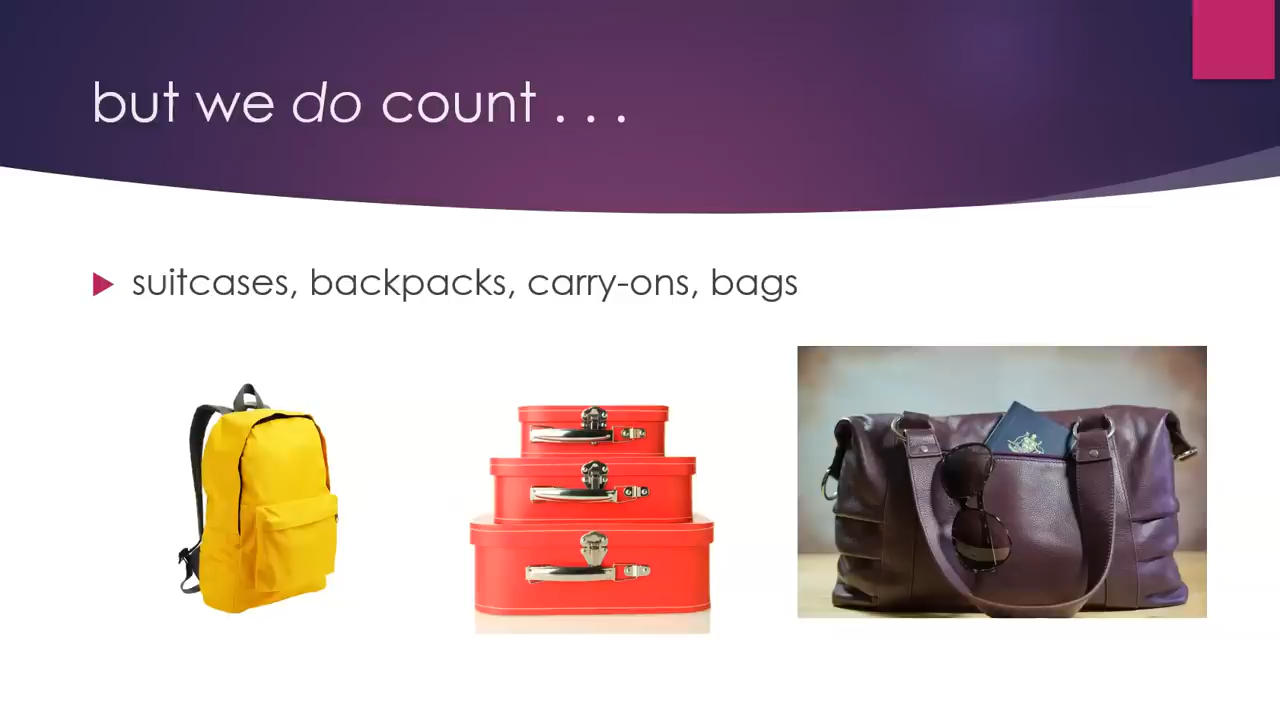 but we do count . . .
suitcases, backpacks, carry-ons, bags